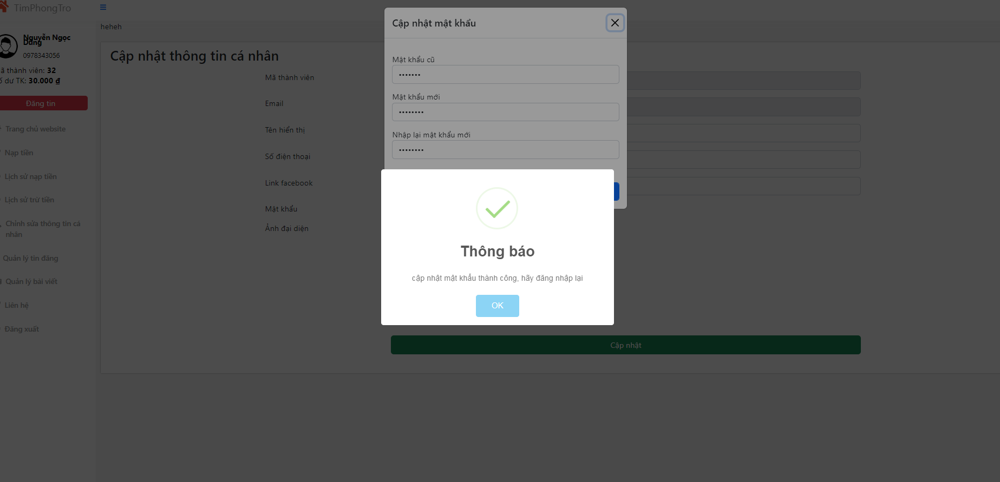 TimPhongTro
heheh
Nguyễn Ngọc
Dũng
0978343056
ã thành viên: 32
ố dư TK: 30.000 ₫
Đăng tin
Trang chủ website
Nạp tiền
Lịch sử nạp tiền
Lịch sử trừ tiền
Chỉnh sửa thông tin cá
nhân
Quản lý tin đăng
Quản lý bài viết
Liên hệ
Đăng xuất
Cập nhật thông tin cá nhân
Mã thành viên
Email
Tên hiển thị
Số điện thoại
Link facebook
Mật khẩu
Ảnh đại diện
Cập nhật
Cập nhật mật khẩu
Mật khẩu cũ
•••••••
Mật khẩu mới
••••••••
Nhập lại mật khẩu mới
••••••••
Thông báo
cập nhật mật khẩu thành công, hãy đăng nhập lại
OK